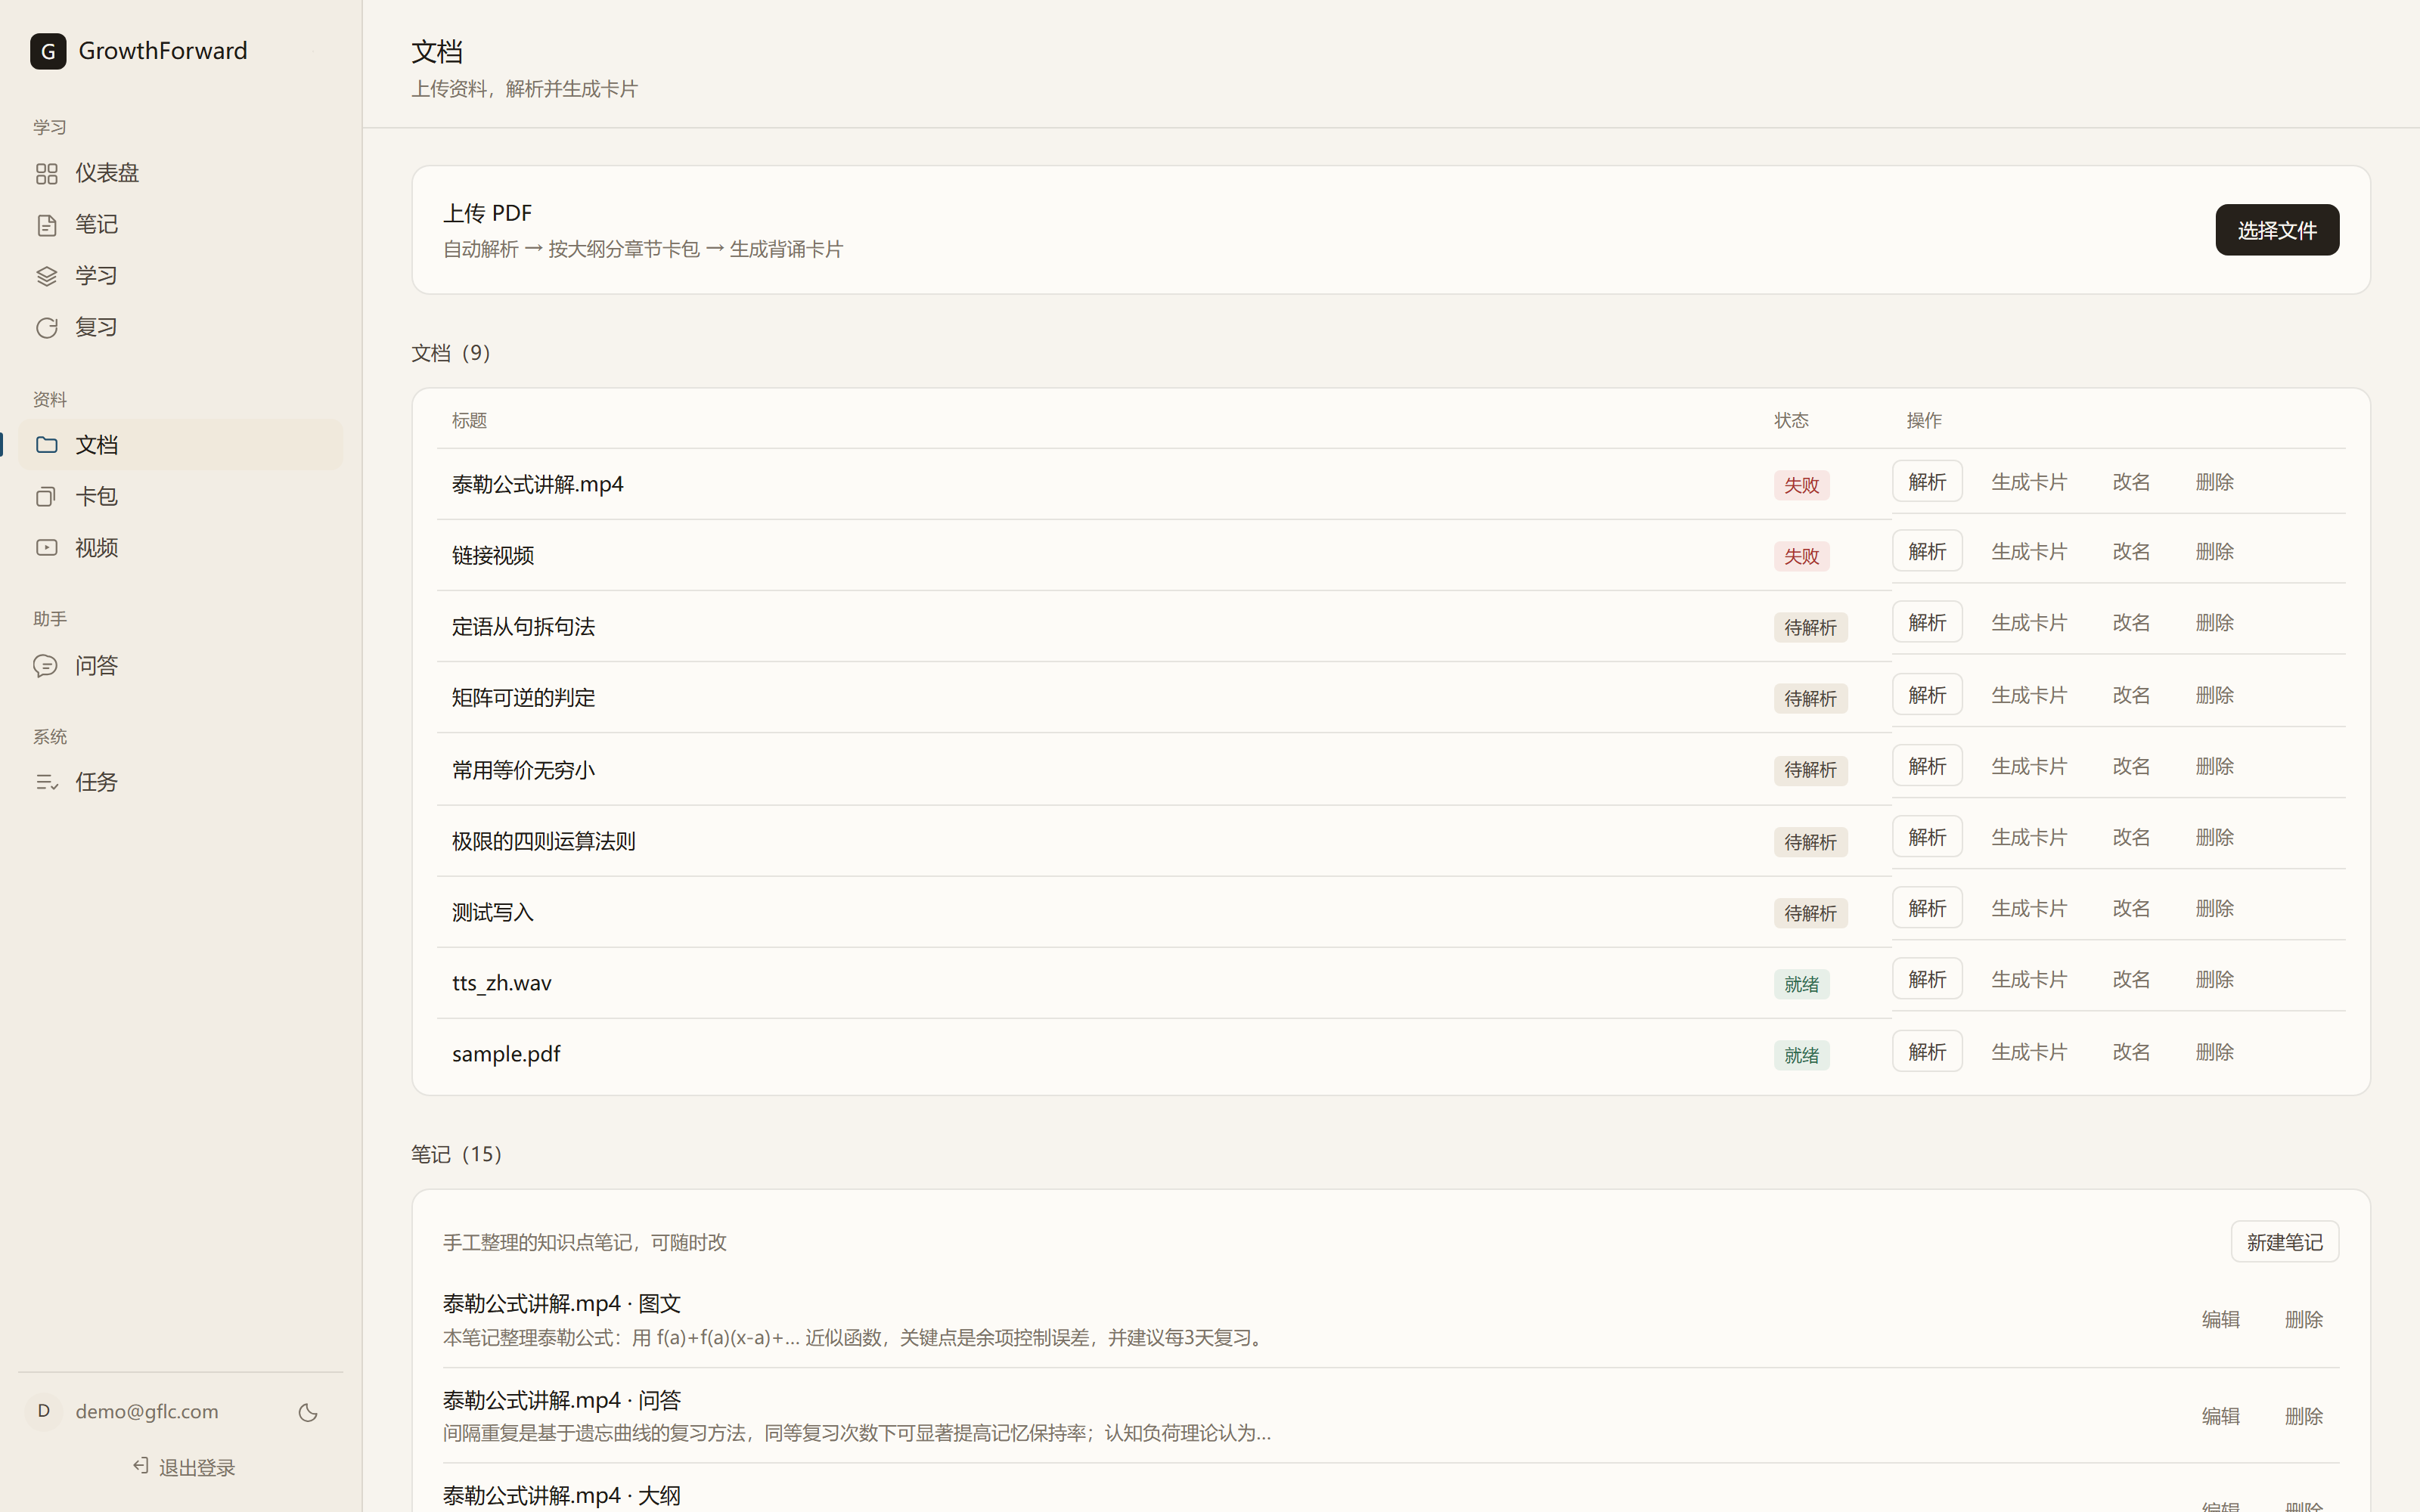 G GrowthForward
学习
仪表盘
笔记
学习
复习
资料
文档
卡包
视频
助手
问答
系统
任务
D demo@gflc.com
退出登录
文档
上传资料，解析并生成卡片
上传 PDF
自动解析 → 按大纲分章节卡包 → 生成背诵卡片
选择文件
文档（9）
标题 状态 操作
泰勒公式讲解.mp4 失败 解析 生成卡片 改名 删除
链接视频 失败 解析 生成卡片 改名 删除
定语从句拆句法 待解析 解析 生成卡片 改名 删除
矩阵可逆的判定 待解析 解析 生成卡片 改名 删除
常用等价无穷小 待解析 解析 生成卡片 改名 删除
极限的四则运算法则 待解析 解析 生成卡片 改名 删除
测试写入 待解析 解析 生成卡片 改名 删除
tts_zh.wav 就绪 解析 生成卡片 改名 删除
sample.pdf 就绪 解析 生成卡片 改名 删除
笔记（15）
手工整理的知识点笔记，可随时改 新建笔记
泰勒公式讲解.mp4 · 图文
本笔记整理泰勒公式：用 f(a)+f(a)(x-a)+... 近似函数，关键点是余项控制误差，并建议每3天复习。
编辑 删除
泰勒公式讲解.mp4 · 问答
间隔重复是基于遗忘曲线的复习方法，同等复习次数下可显著提高记忆保持率；认知负荷理论认为...
编辑 删除
泰勒公式讲解.mp4 · 大纲
编辑 删除